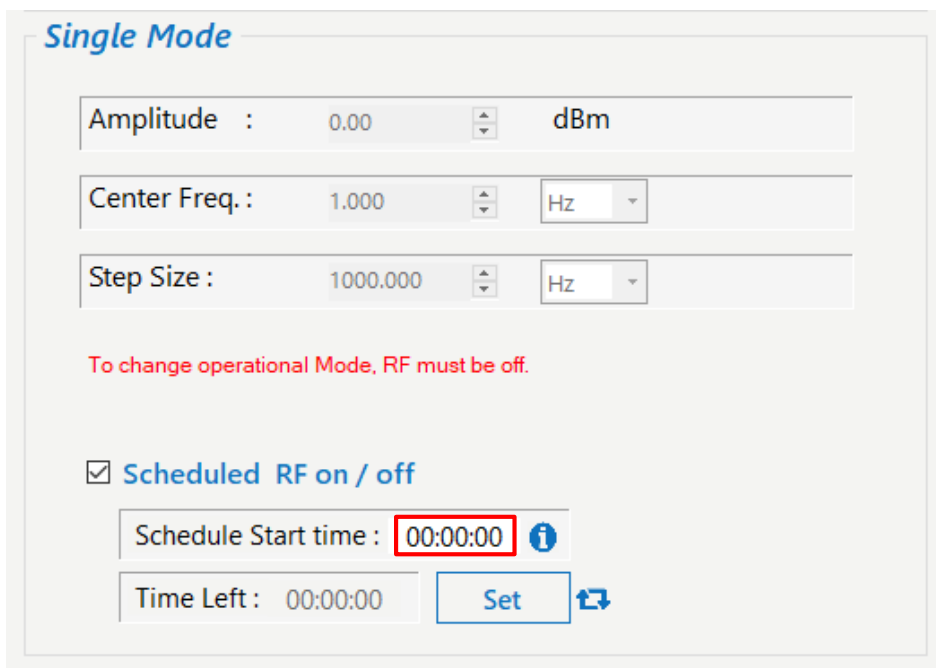 Single Mode
Amplitude : 0.00 dBm
Center Freq. : 1.000 Hz
Step Size : 1000.000 Hz
To change operational Mode, RF must be off.
Scheduled RF on / off
Schedule Start time : 00:00:00
Time Left : 00:00:00 Set